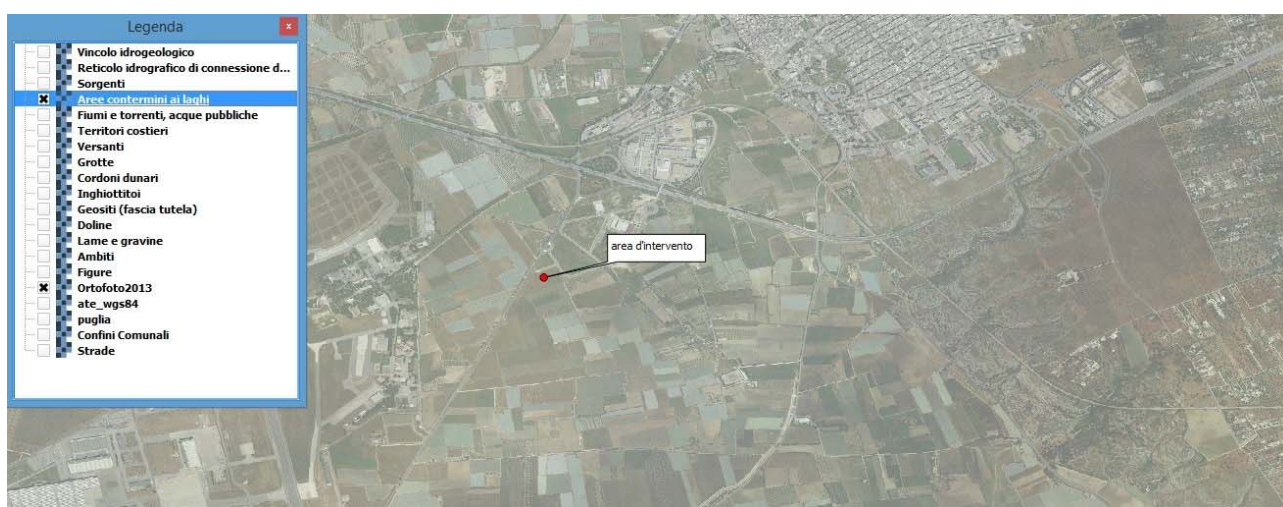 Legenda
x
Vincolo idrogeologico
Reticolo idrografico di connessione d...
Sorgenti
Aree contermini ai laghi
Fiumi e torrenti, acque pubbliche
Territori costieri
Versanti
Grotte
Cordoni dunari
Inghiottitoi
Geositi (fascia tutela)
Doline
Lame e gravine
Ambiti
Figure
Ortofoto2013
ate_wgs84
puglia
Confini Comunali
Strade
area d'intervento